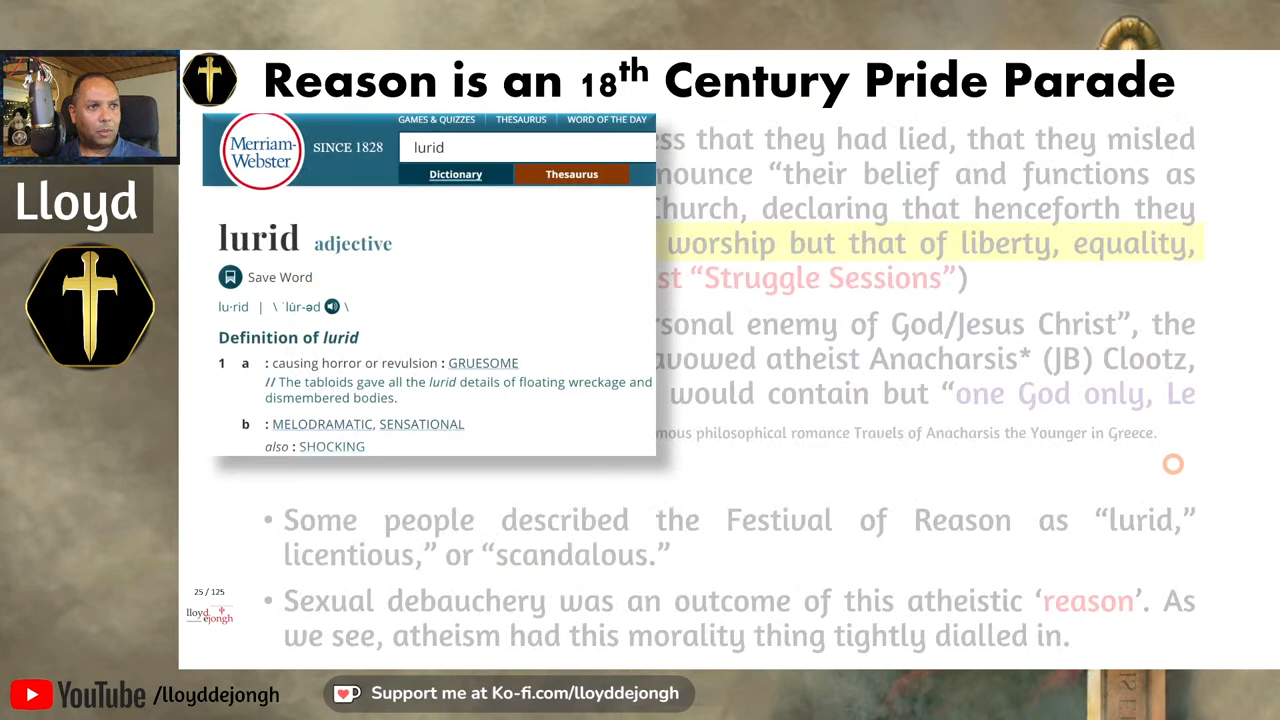 Reason is an 18th Century Pride Parade
Merriam-
Webster
SINCE 1828
GAMES & QUIZZES
THESAURUS
WORD OF THE DAY
lurid
Dictionary
Thesaurus
lurid adjective
Save Word
lu·rid | \ ˈlu̇r-əd \
Definition of lurid
1 a : causing horror or revulsion : GRUESOME
// The tabloids gave all the lurid details of floating wreckage and
dismembered bodies.
b : MELODRAMATIC, SENSATIONAL
also : SHOCKING
that they had lied, that they misled
“their belief and functions as
Church, declaring that henceforth they
worship but that of liberty, equality,
“Struggle Sessions”)
enemy of God/Jesus Christ”, the
avowed atheist Anacharsis* (JB) Clootz,
would contain but “one God only, Le
philosophical romance Travels of Anacharsis the Younger in Greece.
• Some people described the Festival of Reason as “lurid,”
licentious,” or “scandalous.”
• Sexual debauchery was an outcome of this atheistic ‘reason’. As
we see, atheism had this morality thing tightly dialled in.
25 / 125
lloyd
dejongh
Lloyd
YouTube /lloyddejongh
Support me at Ko-fi.com/lloyddejongh